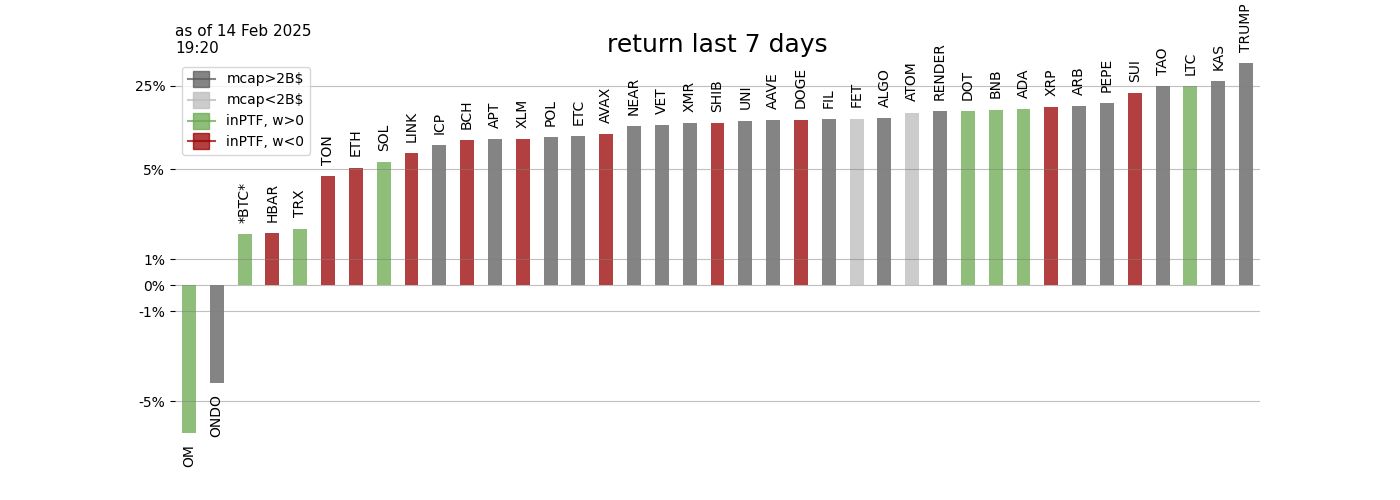 as of 14 Feb 2025
19:20
return last 7 days
mcap>2B$
mcap<2B$
inPTF, w>0
inPTF, w<0
25%
5%
1%
0%
-1%
-5%
OM
ONDO
*BTC*
HBAR
TRX
TON
ETH
SOL
LINK
ICP
BCH
APT
XLM
POL
ETC
AVAX
NEAR
VET
XMR
SHIB
UNI
AAVE
DOGE
FIL
FET
ALGO
ATOM
RENDER
DOT
BNB
ADA
XRP
ARB
PEPE
SUI
TAO
LTC
KAS
TRUMP